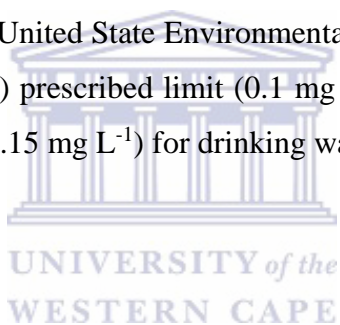 United State Environmenta
) prescribed limit (0.1 mg
.15 mg L⁻¹) for drinking wa
UNIVERSITY of the
WESTERN CAPE